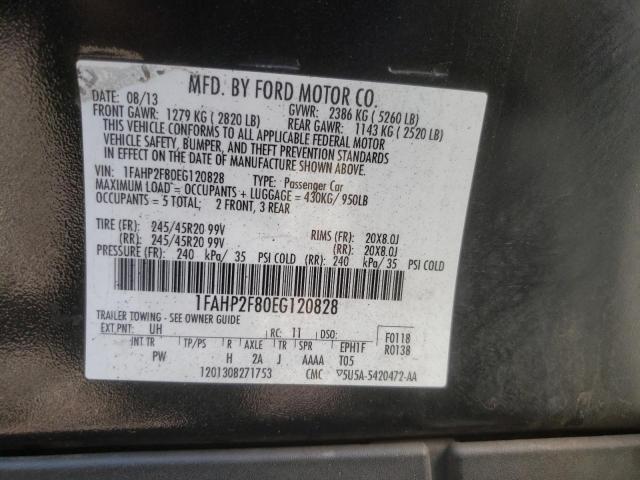 MFD. BY FORD MOTOR CO.
DATE: 08/13 GVWR: 2386 KG ( 5260 LB)
FRONT GAWR: 1279 KG ( 2820 LB) REAR GAWR: 1143 KG ( 2520 LB)
THIS VEHICLE CONFORMS TO ALL APPLICABLE FEDERAL MOTOR
VEHICLE SAFETY, BUMPER, AND THEFT PREVENTION STANDARDS
IN EFFECT ON THE DATE OF MANUFACTURE SHOWN ABOVE.
VIN: 1FAHP2F80EG120828 TYPE: Passenger Car
MAXIMUM LOAD = OCCUPANTS + LUGGAGE = 430KG/ 950LB
OCCUPANTS = 5 TOTAL; 2 FRONT, 3 REAR
TIRE (FR): 245/45R20 99V RIMS (FR): 20X8.0J
(RR): 245/45R20 99V (RR): 20X8.0J
PRESSURE (FR): 240 kPa/ 35 PSI COLD (RR): 240 kPa/ 35 PSI COLD
1FAHP2F80EG120828
TRAILER TOWING - SEE OWNER GUIDE
EXT.PNT: UH RC: 11 DSO: F0118
R0138
INT TR TP/PS R AXLE TR SPR EPH1F
PW H 2A J AAAA T05
1201308271753 CMC ▽5U5A-5420472-AA